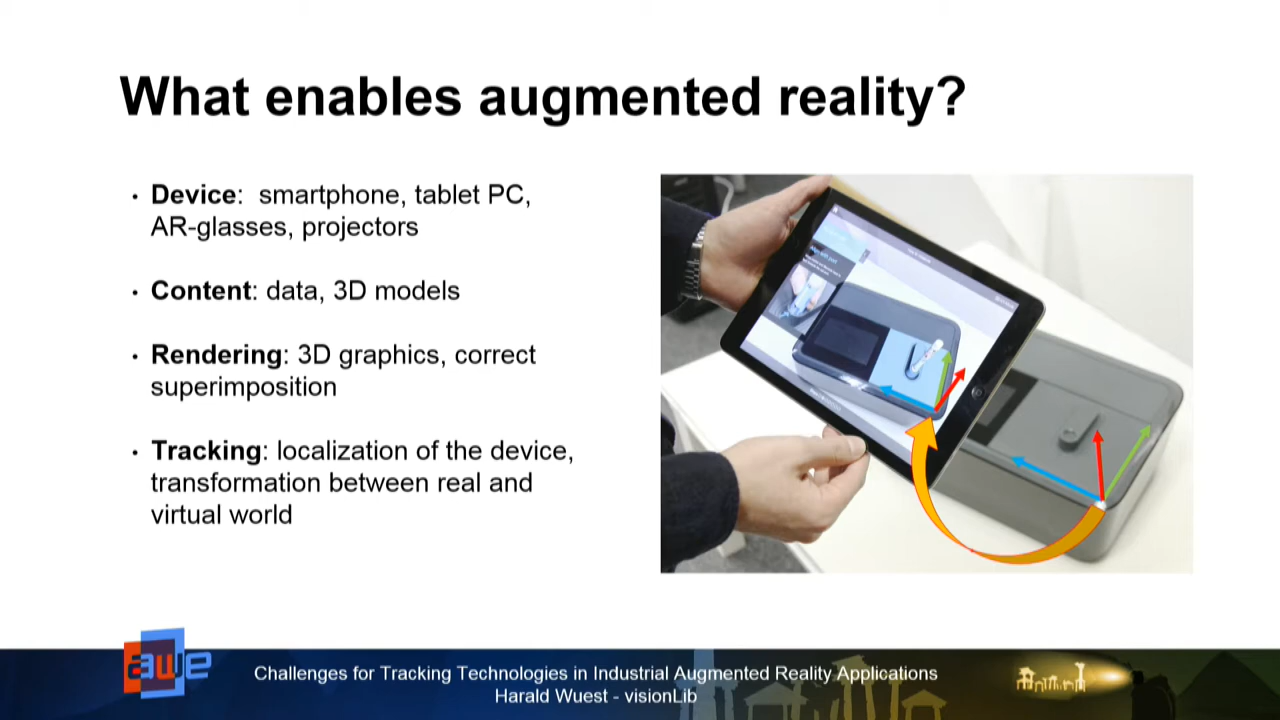 What enables augmented reality?
• Device: smartphone, tablet PC,
AR-glasses, projectors
• Content: data, 3D models
• Rendering: 3D graphics, correct
superimposition
• Tracking: localization of the device,
transformation between real and
virtual world
awe
Challenges for Tracking Technologies in Industrial Augmented Reality Applications
Harald Wuest - visionLib